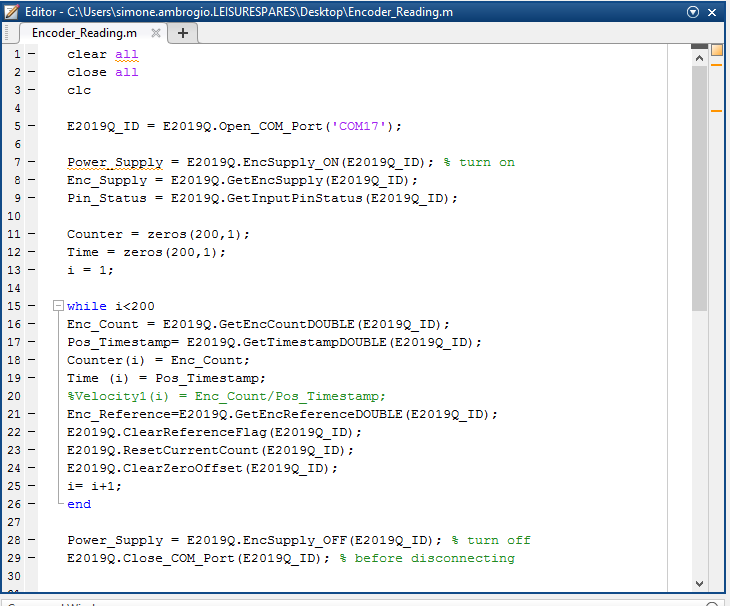 Editor - C:\Users\simone.ambrogio.LEISURESPARES\Desktop\Encoder_Reading.m
Encoder_Reading.m × +
1 - clear all
2 - close all
3 - clc
4
5 - E2019Q_ID = E2019Q.Open_COM_Port('COM17');
6
7 - Power_Supply = E2019Q.EncSupply_ON(E2019Q_ID); % turn on
8 - Enc_Supply = E2019Q.GetEncSupply(E2019Q_ID);
9 - Pin_Status = E2019Q.GetInputPinStatus(E2019Q_ID);
10
11 - Counter = zeros(200,1);
12 - Time = zeros(200,1);
13 - i = 1;
14
15 - while i<200
16 - Enc_Count = E2019Q.GetEncCountDOUBLE(E2019Q_ID);
17 - Pos_Timestamp= E2019Q.GetTimestampDOUBLE(E2019Q_ID);
18 - Counter(i) = Enc_Count;
19 - Time (i) = Pos_Timestamp;
20 %Velocity1(i) = Enc_Count/Pos_Timestamp;
21 - Enc_Reference=E2019Q.GetEncReferenceDOUBLE(E2019Q_ID);
22 - E2019Q.ClearReferenceFlag(E2019Q_ID);
23 - E2019Q.ResetCurrentCount(E2019Q_ID);
24 - E2019Q.ClearZeroOffset(E2019Q_ID);
25 - i= i+1;
26 - end
27
28 - Power_Supply = E2019Q.EncSupply_OFF(E2019Q_ID); % turn off
29 - E2019Q.Close_COM_Port(E2019Q_ID); % before disconnecting
30